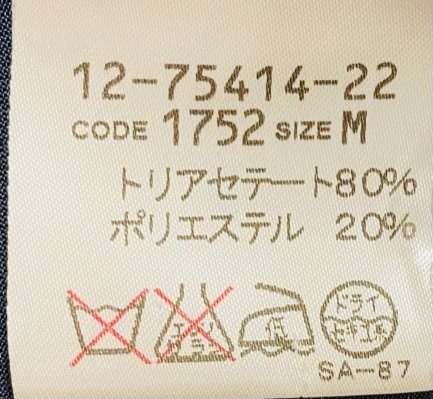 12-75414-22
CODE 1752 SIZE M
トリアセテート80%
ポリエステル 20%
エンソ サラシ 低 ドライ
セキユ系
SA-87